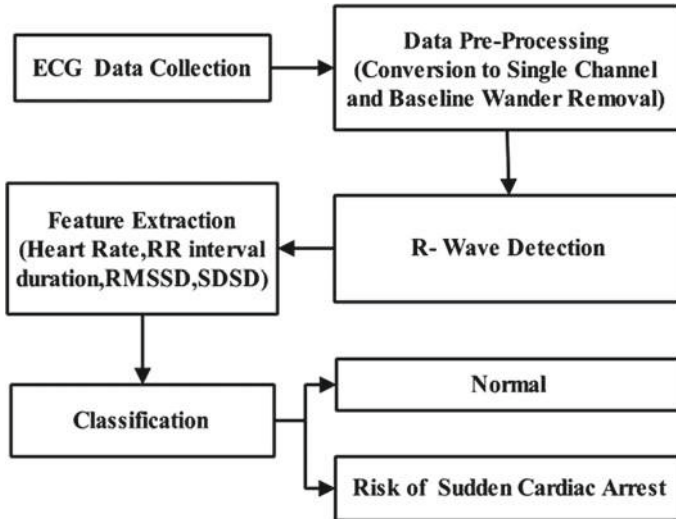 ECG Data Collection
Data Pre-Processing
(Conversion to Single Channel
and Baseline Wander Removal)
R- Wave Detection
Feature Extraction
(Heart Rate,RR interval
duration,RMSSD,SDSD)
Classification
Normal
Risk of Sudden Cardiac Arrest